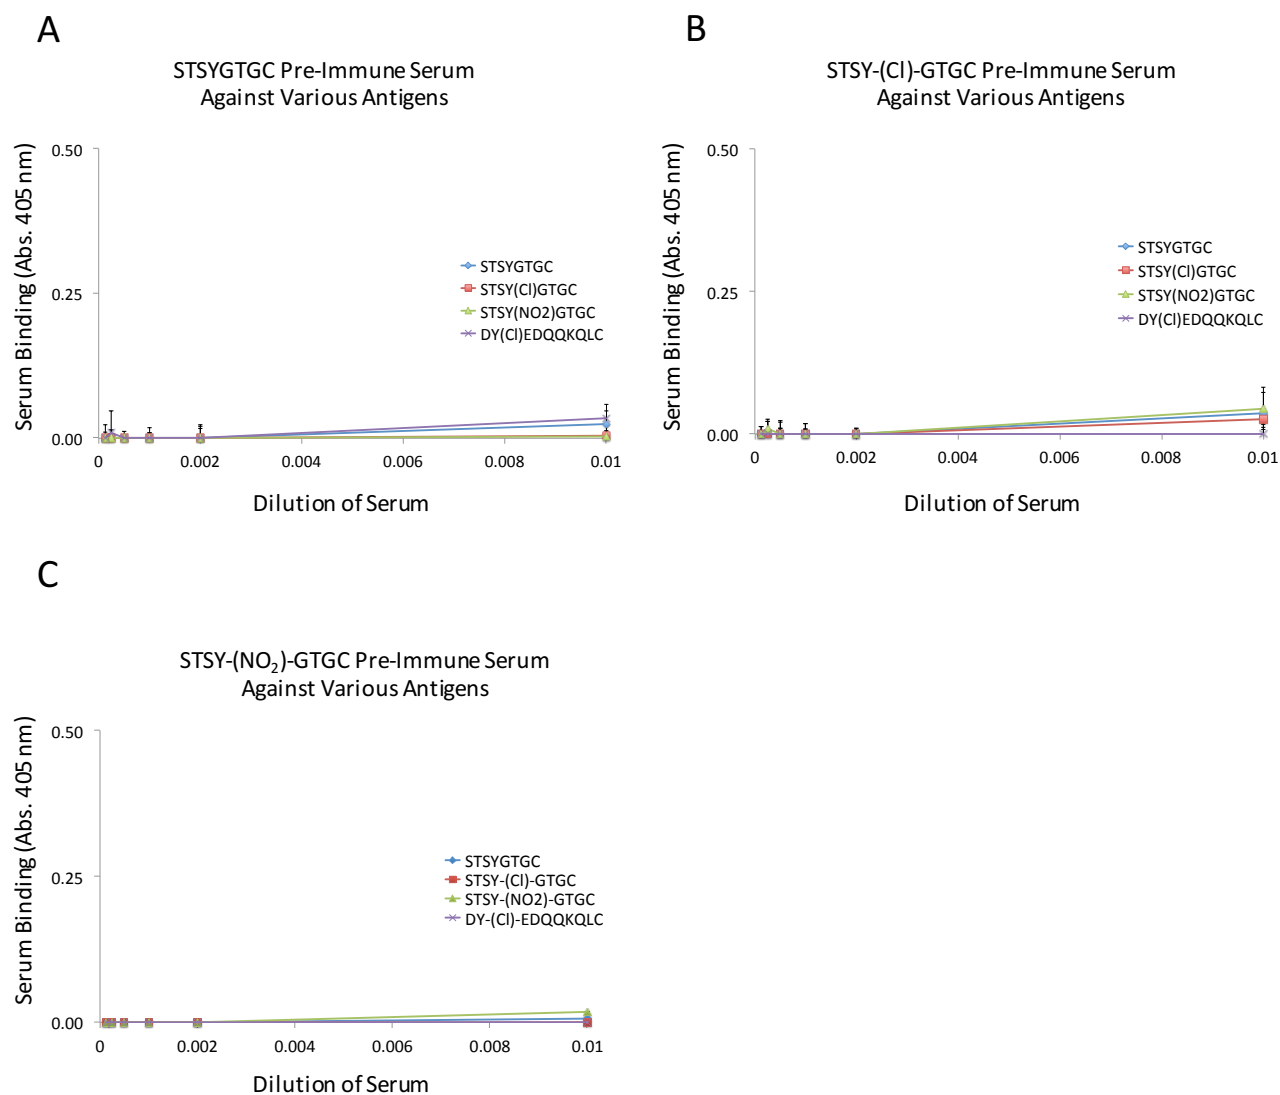 A
STSYGTGC Pre-Immune Serum
Against Various Antigens
Serum Binding (Abs. 405 nm)
0.50
0.25
0.00
STSYGTGC
STSY(Cl)GTGC
STSY(NO2)GTGC
DY(Cl)EDQQKQLC
0 0.002 0.004 0.006 0.008 0.01
Dilution of Serum
B
STSY-(Cl)-GTGC Pre-Immune Serum
Against Various Antigens
Serum Binding (Abs. 405 nm)
0.50
0.25
0.00
STSYGTGC
STSY(Cl)GTGC
STSY(NO2)GTGC
DY(Cl)EDQQKQLC
0 0.002 0.004 0.006 0.008 0.01
Dilution of Serum
C
STSY-(NO₂)-GTGC Pre-Immune Serum
Against Various Antigens
Serum Binding (Abs. 405 nm)
0.50
0.25
0.00
STSYGTGC
STSY-(Cl)-GTGC
STSY-(NO2)-GTGC
DY-(Cl)-EDQQKQLC
0 0.002 0.004 0.006 0.008 0.01
Dilution of Serum